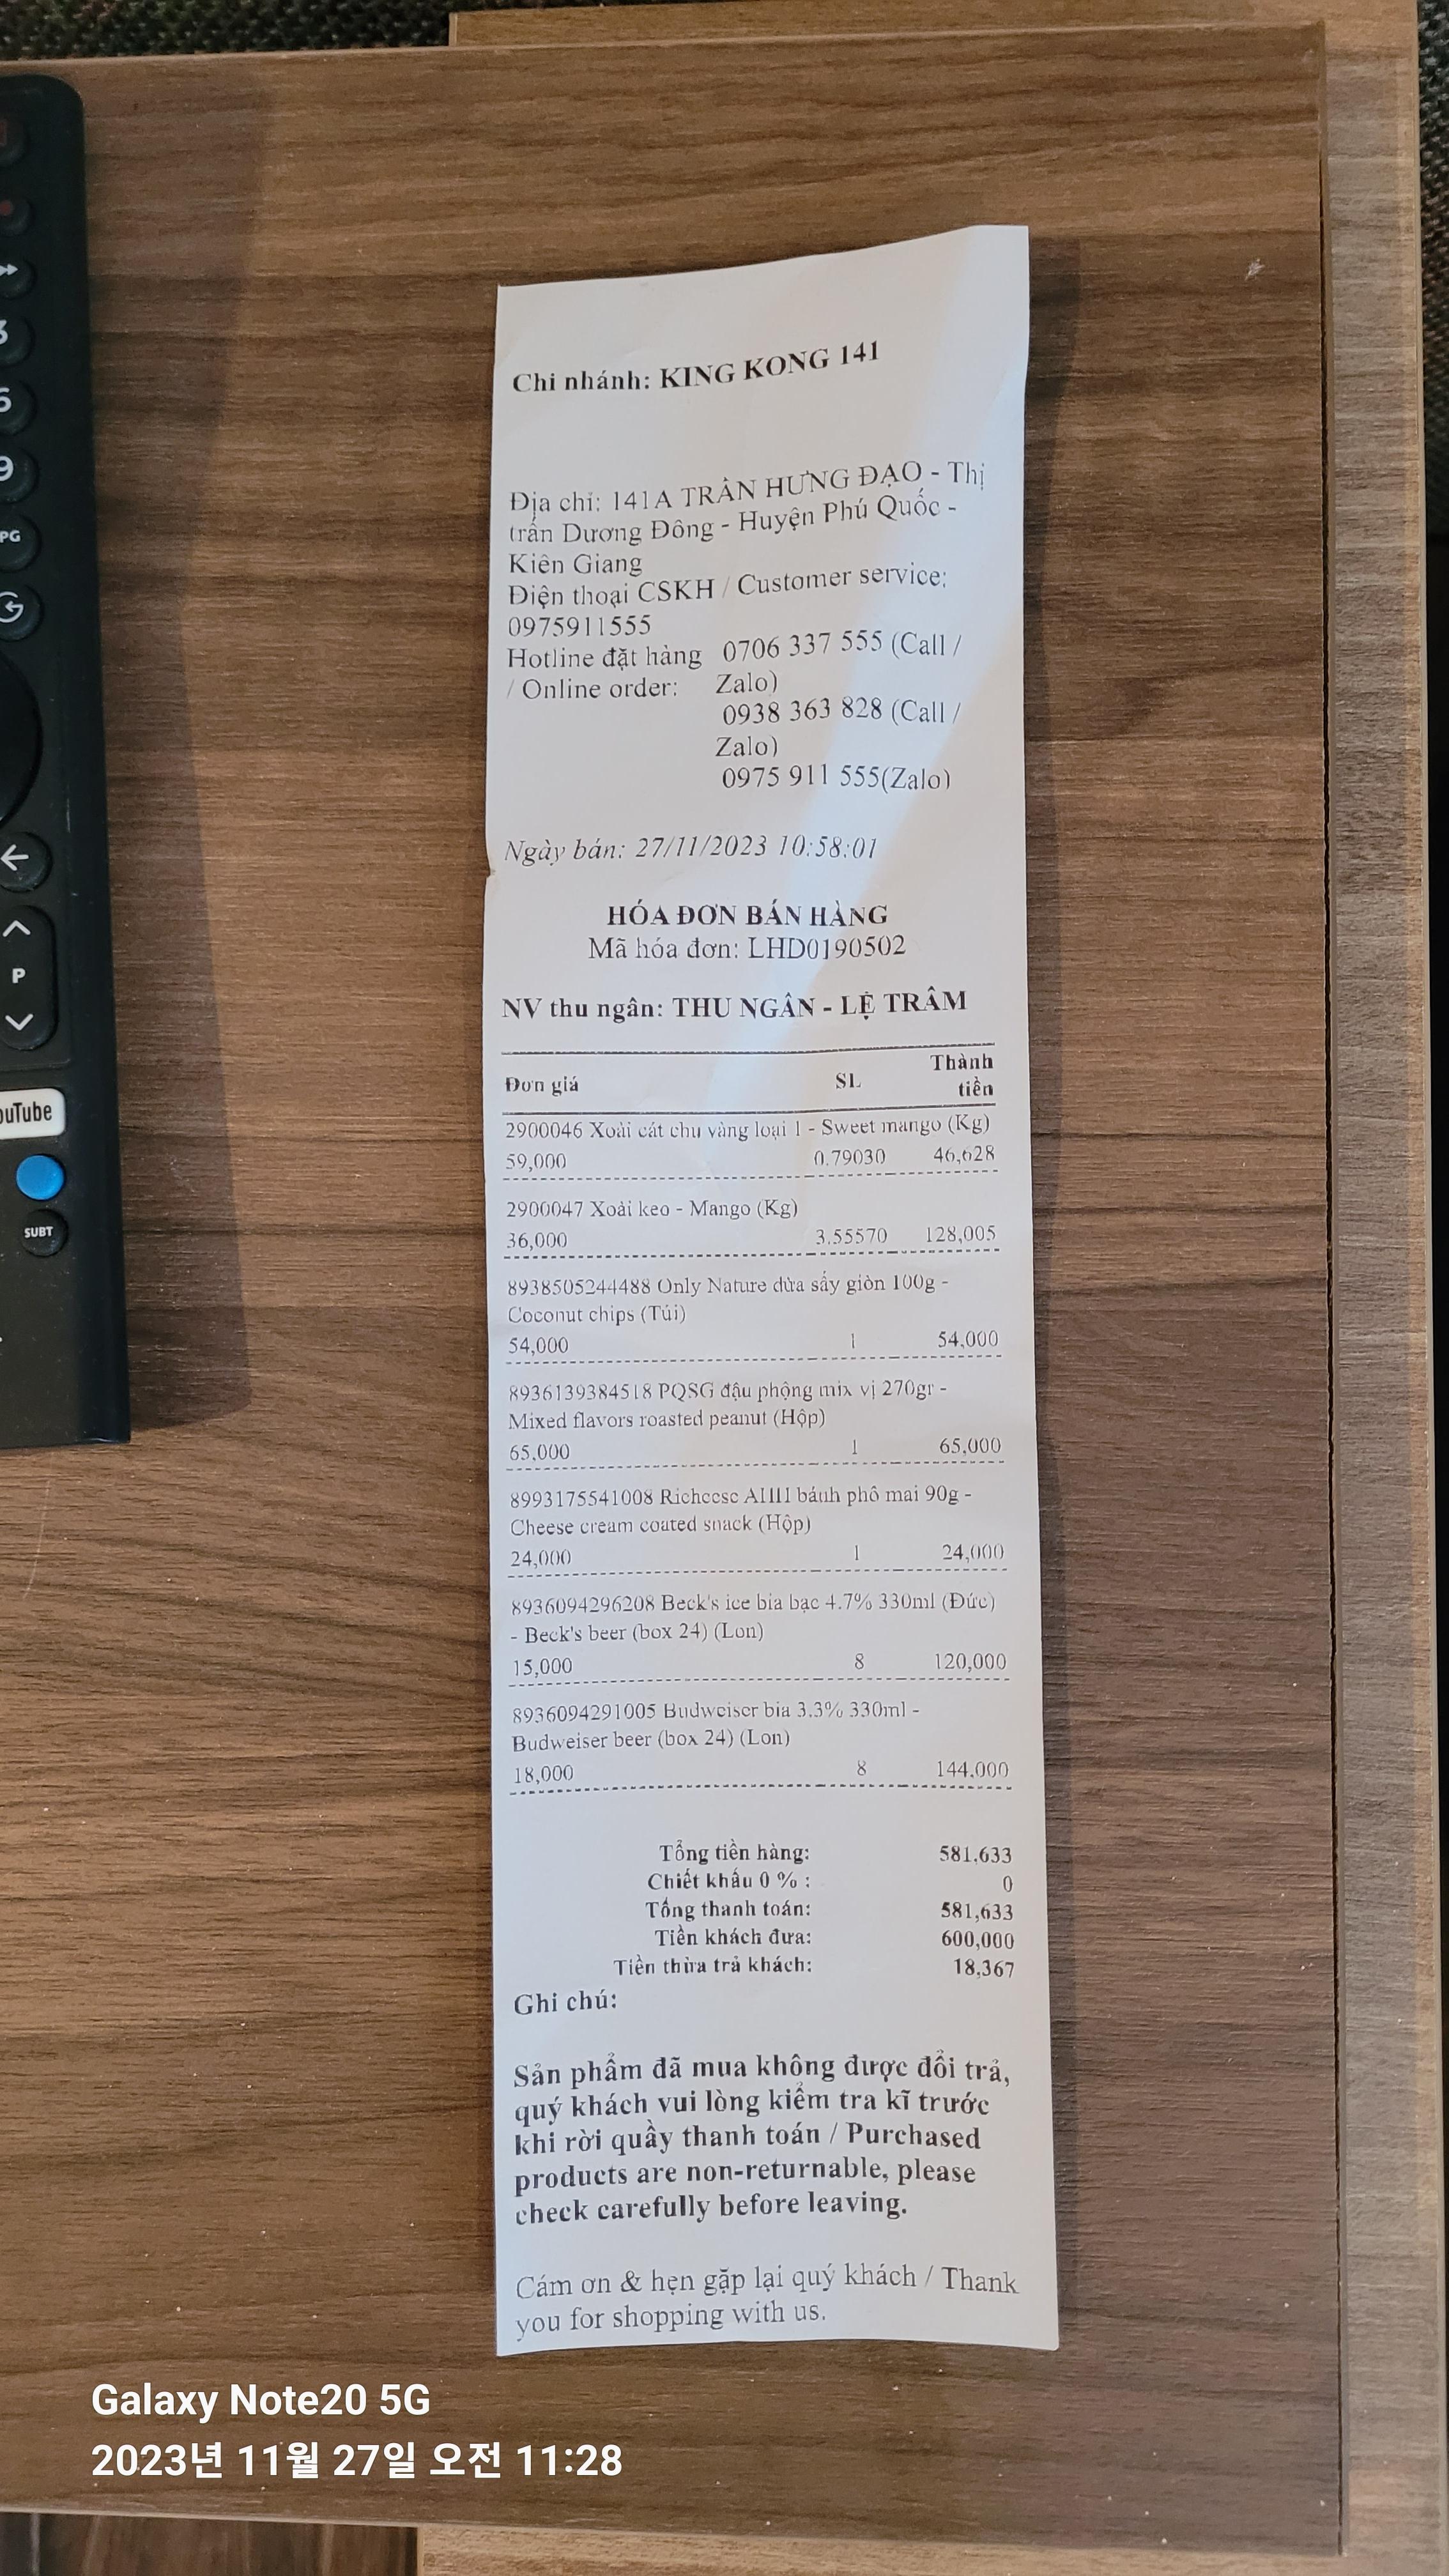 Chi nhánh: KING KONG 141
Địa chỉ: 141A TRẦN HƯNG ĐẠO - Thị
trấn Dương Đông - Huyện Phú Quốc -
Kiên Giang
Điện thoại CSKH / Customer service:
0975911555
Hotline đặt hàng 0706 337 555 (Call /
/ Online order: Zalo)
0938 363 828 (Call /
Zalo)
0975 911 555(Zalo)
Ngày bán: 27/11/2023 10:58:01
HÓA ĐƠN BÁN HÀNG
Mã hóa đơn: LHD0190502
NV thu ngân: THU NGÂN - LỆ TRÂM
Đơn giá SL Thành
tiền
2900046 Xoài cát chu vàng loại 1 - Sweet mango (Kg)
59,000 0.79030 46,628
2900047 Xoài keo - Mango (Kg)
36,000 3.55570 128,005
8938505244488 Only Nature dừa sấy giòn 100g -
Coconut chips (Túi)
54,000 1 54,000
8936139384518 PQSG đậu phộng mix vị 270gr -
Mixed flavors roasted peanut (Hộp)
65,000 1 65,000
8993175541008 Richeese bánh phô mai 90g -
Cheese cream coated snack (Hộp)
24,000 1 24,000
8936094296208 Beck's ice bia bạc 4.7% 330ml (Đức)
- Beck's beer (box 24) (Lon)
15,000 8 120,000
8936094291005 Budweiser bia 3.3% 330ml -
Budweiser beer (box 24) (Lon)
18,000 8 144,000
Tổng tiền hàng: 581,633
Chiết khấu 0 % : 0
Tổng thanh toán: 581,633
Tiền khách đưa: 600,000
Tiền thừa trả khách: 18,367
Ghi chú:
Sản phẩm đã mua không được đổi trả,
quý khách vui lòng kiểm tra kĩ trước
khi rời quầy thanh toán / Purchased
products are non-returnable, please
check carefully before leaving.
Cám ơn & hẹn gặp lại quý khách / Thank
you for shopping with us.
6
9
P
SUBT
Galaxy Note20 5G
2023년 11월 27일 오전 11:28